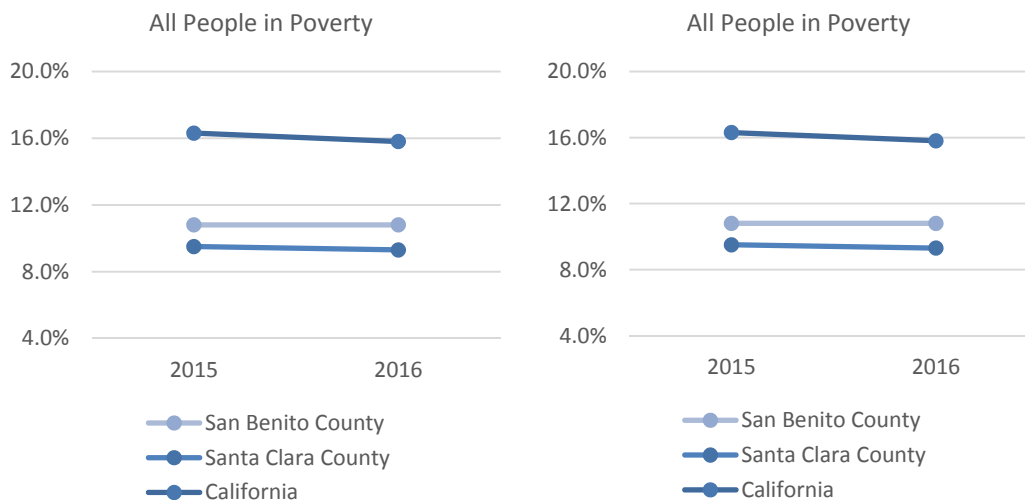 All People in Poverty
20.0%
16.0%
12.0%
8.0%
4.0%
2015 2016
San Benito County
Santa Clara County
California
All People in Poverty
20.0%
16.0%
12.0%
8.0%
4.0%
2015 2016
San Benito County
Santa Clara County
California